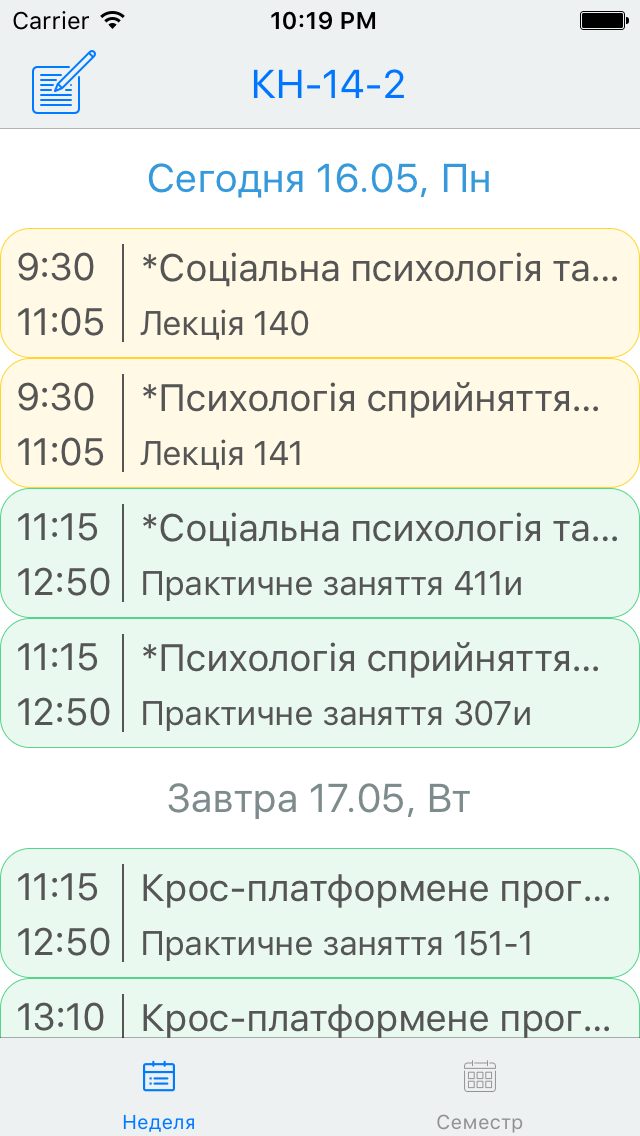 Carrier 10:19 PM
КН-14-2
Сегодня 16.05, Пн
9:30 *Соціальна психологія та...
11:05 Лекція 140
9:30 *Психологія сприйняття...
11:05 Лекція 141
11:15 *Соціальна психологія та...
12:50 Практичне заняття 411и
11:15 *Психологія сприйняття...
12:50 Практичне заняття 307и
Завтра 17.05, Вт
11:15 Крос-платформене прог...
12:50 Практичне заняття 151-1
13:10 Крос-платформене прог...
Неделя Семестр